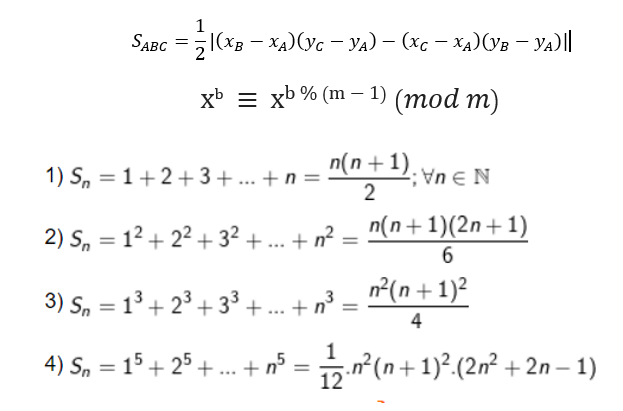 S_ABC = 1/2 |(x_B − x_A)(y_C − y_A) − (x_C − x_A)(y_B − y_A)||
x^b ≡ x^(b % (m − 1)) (mod m)
1) S_n = 1 + 2 + 3 + ... + n = n(n + 1)/2; ∀n ∈ ℕ
2) S_n = 1² + 2² + 3² + ... + n² = n(n + 1)(2n + 1)/6
3) S_n = 1³ + 2³ + 3³ + ... + n³ = n²(n + 1)²/4
4) S_n = 1⁵ + 2⁵ + ... + n⁵ = 1/12 .n²(n + 1)².(2n² + 2n − 1)